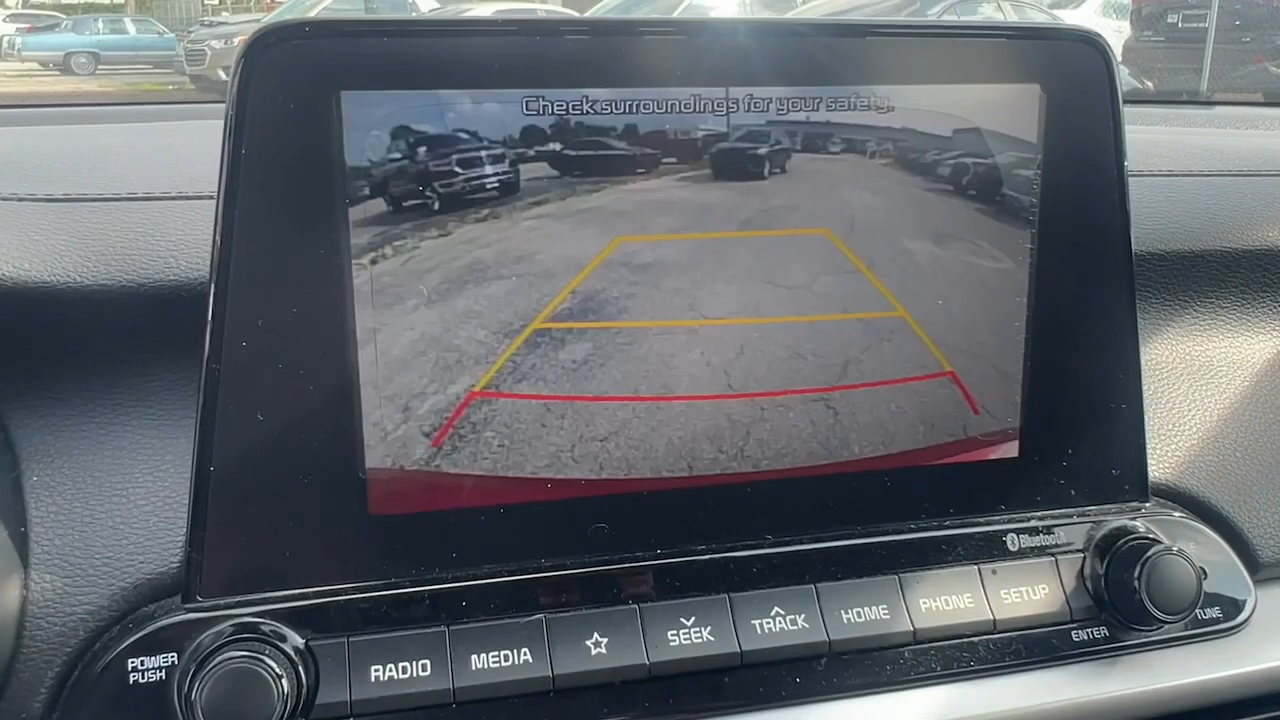 Check surroundings for your safety.
Bluetooth
POWER
PUSH
RADIO
MEDIA
SEEK
TRACK
HOME
PHONE
SETUP
ENTER
TUNE